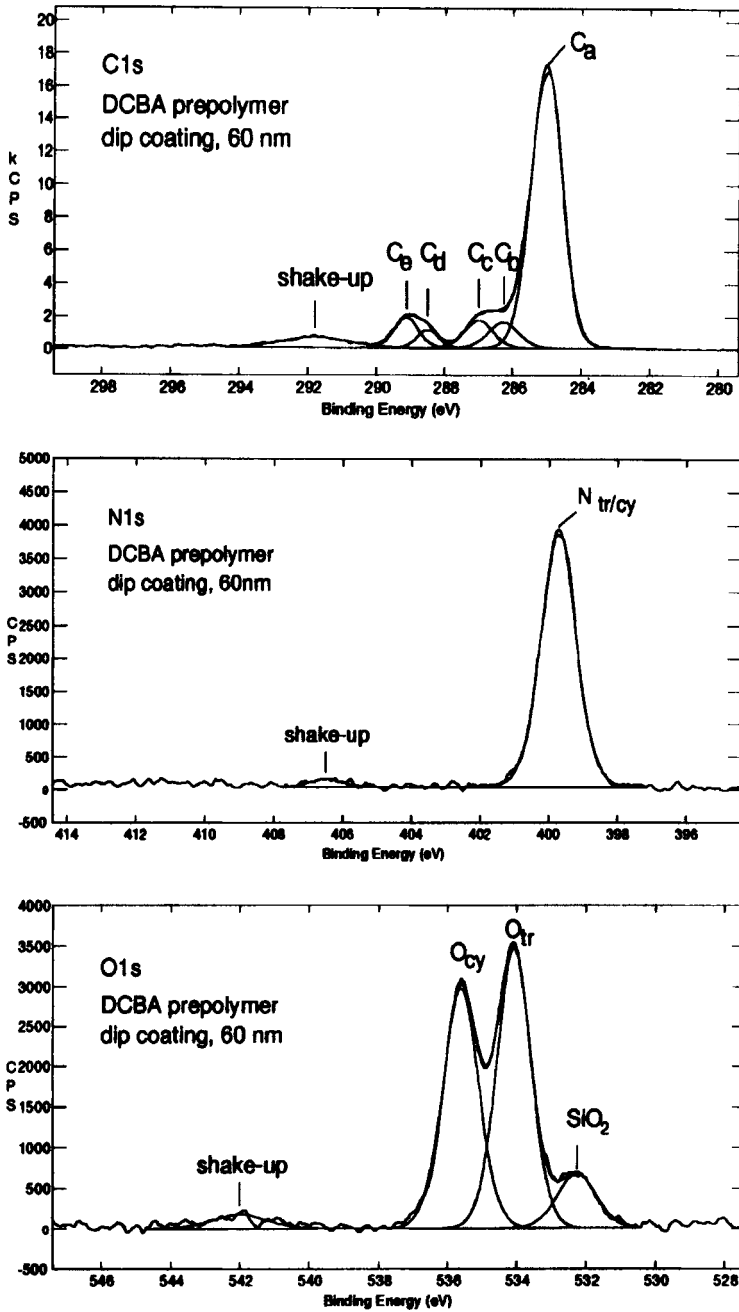 20
18
16
14
12
10
8
6
4
2
0
k
C
P
S
C1s
DCBA prepolymer
dip coating, 60 nm
Ca
Ce Cd Cc Cb
shake-up
298 296 294 292 290 288 286 284 282 280
Binding Energy (eV)
5000
4500
4000
3500
3000
2500
2000
1500
1000
500
0
-500
C
P
S
N1s
DCBA prepolymer
dip coating, 60nm
N tr/cy
shake-up
414 412 410 408 406 404 402 400 398 396
Binding Energy (eV)
4000
3500
3000
2500
2000
1500
1000
500
0
-500
C
P
S
O1s
DCBA prepolymer
dip coating, 60 nm
Ocy
Otr
SiO2
shake-up
546 544 542 540 538 536 534 532 530 528
Binding Energy (eV)